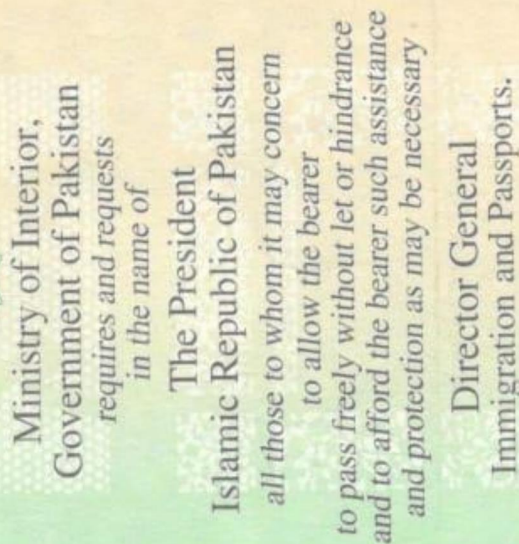 Ministry of Interior,
Government of Pakistan
requires and requests
in the name of
The President
Islamic Republic of Pakistan
all those to whom it may concern
to allow the bearer
to pass freely without let or hindrance
and to afford the bearer such assistance
and protection as may be necessary
Director General
Immigration and Passports.